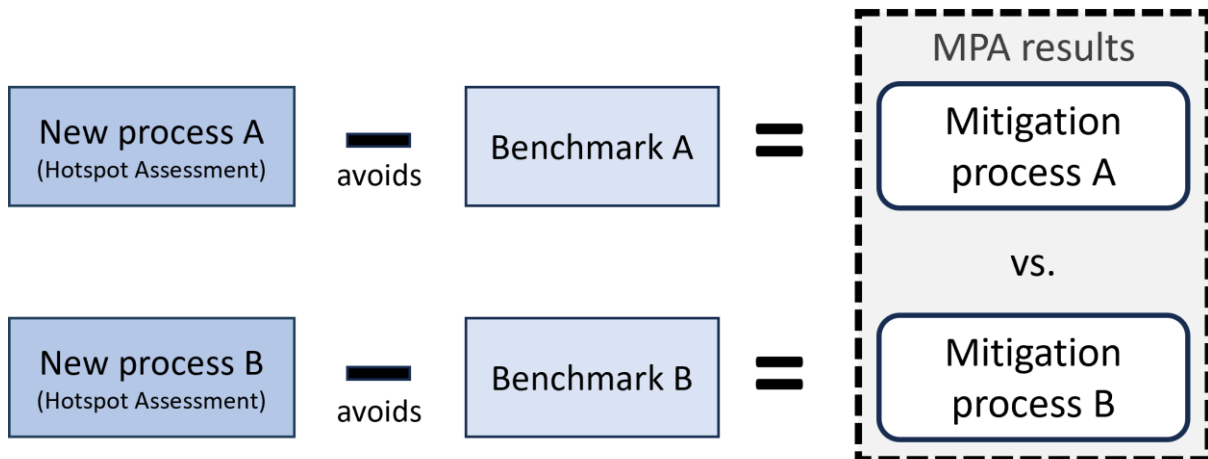 MPA results
New process A
(Hotspot Assessment)
avoids
Benchmark A
=
Mitigation
process A
vs.
New process B
(Hotspot Assessment)
avoids
Benchmark B
=
Mitigation
process B